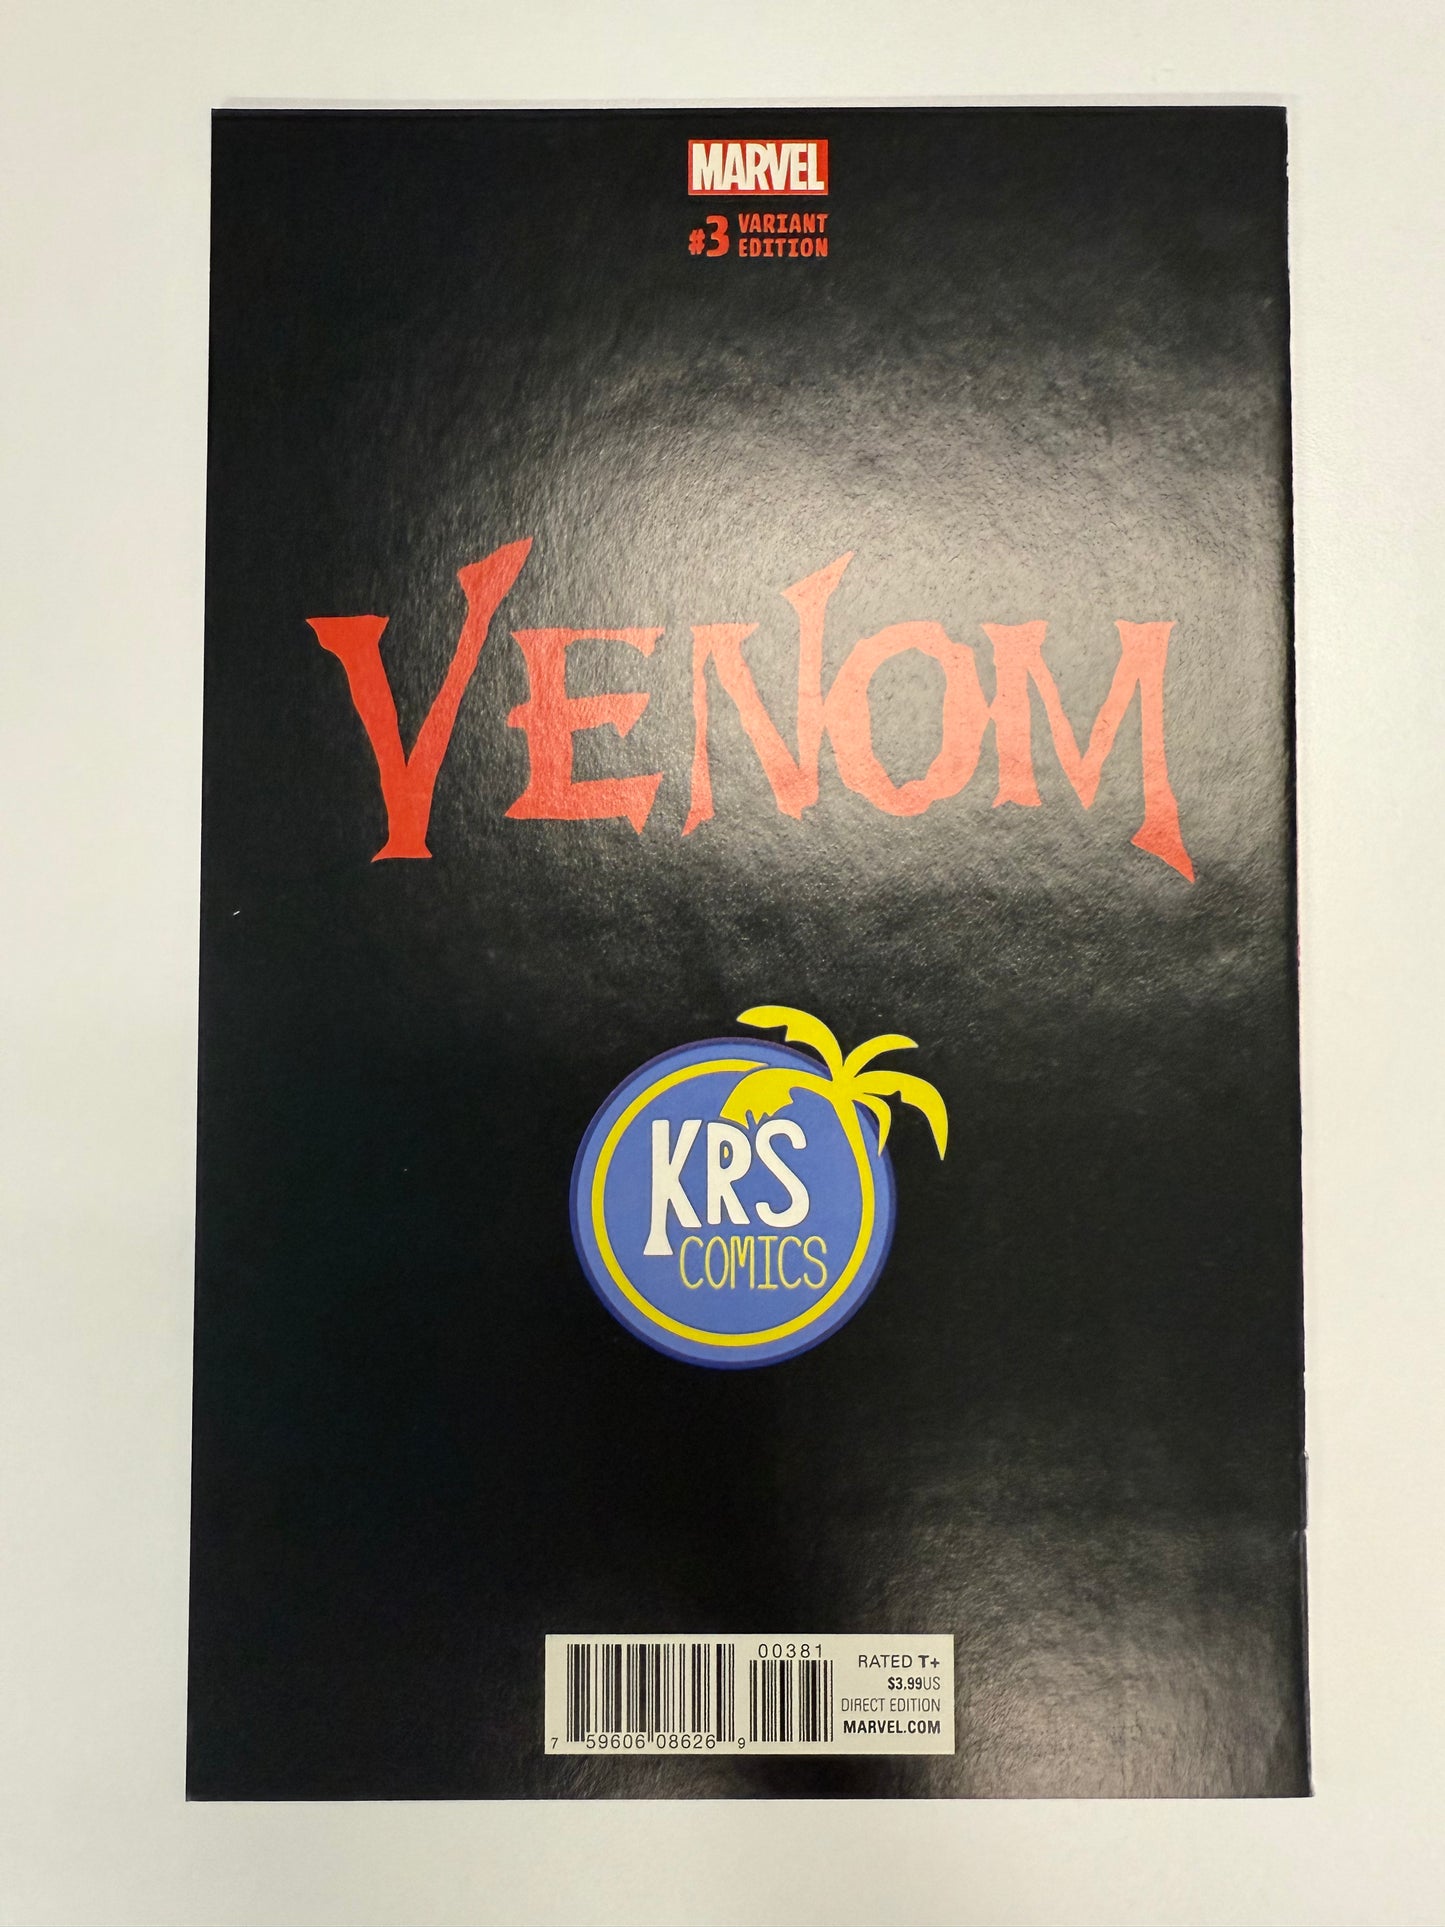 MARVEL
#3 VARIANT
EDITION
VENOM
KRS
COMICS
00381
RATED T+
$3.99US
DIRECT EDITION
MARVEL.COM
7 59606 08626 9